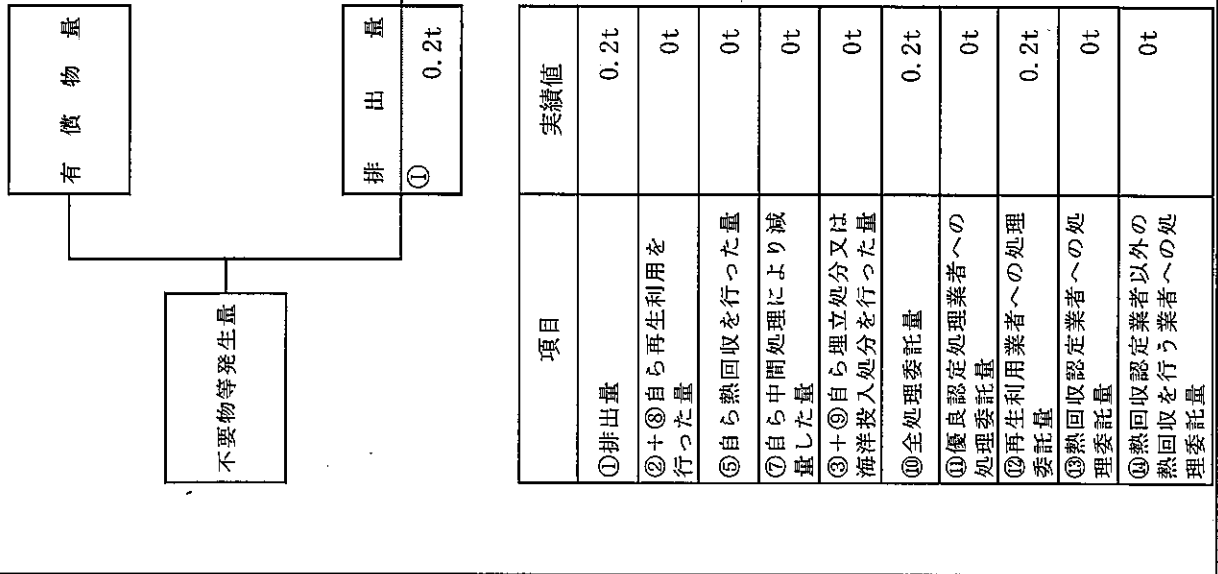 有償物量
不要物等発生量
排出量
① 0.2t
項目 実績値
①排出量 0.2t
②+⑧自ら再生利用を
行った量 0t
⑤自ら熱回収を行った量 0t
⑦自ら中間処理により減
量した量 0t
③+⑨自ら埋立処分又は
海洋投入処分を行った量 0t
⑩全処理委託量 0.2t
⑪優良認定処理業者への
処理委託量 0t
⑫再生利用業者への処理
委託量 0.2t
⑬熱回収認定業者への処
理委託量 0t
⑭熱回収認定業者以外の
熱回収を行う業者への処
理委託量 0t